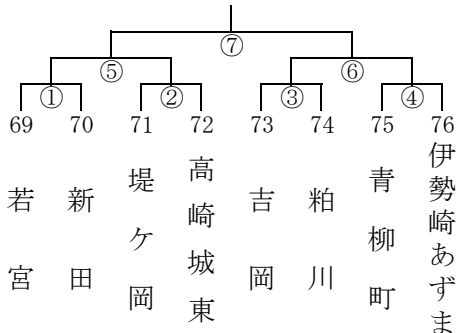 ⑦
⑤ ⑥
① ② ③ ④
69 70 71 72 73 74 75 76
若宮
新田
堤ケ岡
高崎城東
吉岡
粕川
青柳町
伊勢崎あずま